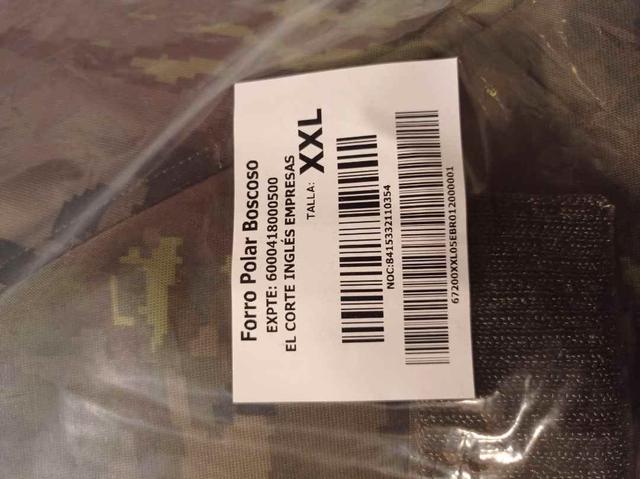 Forro Polar Boscoso
EXPTE: 6000418000500
EL CORTE INGLÉS EMPRESAS
TALLA: XXL
NOC:8415332110354
67200XXL05EBR012000001